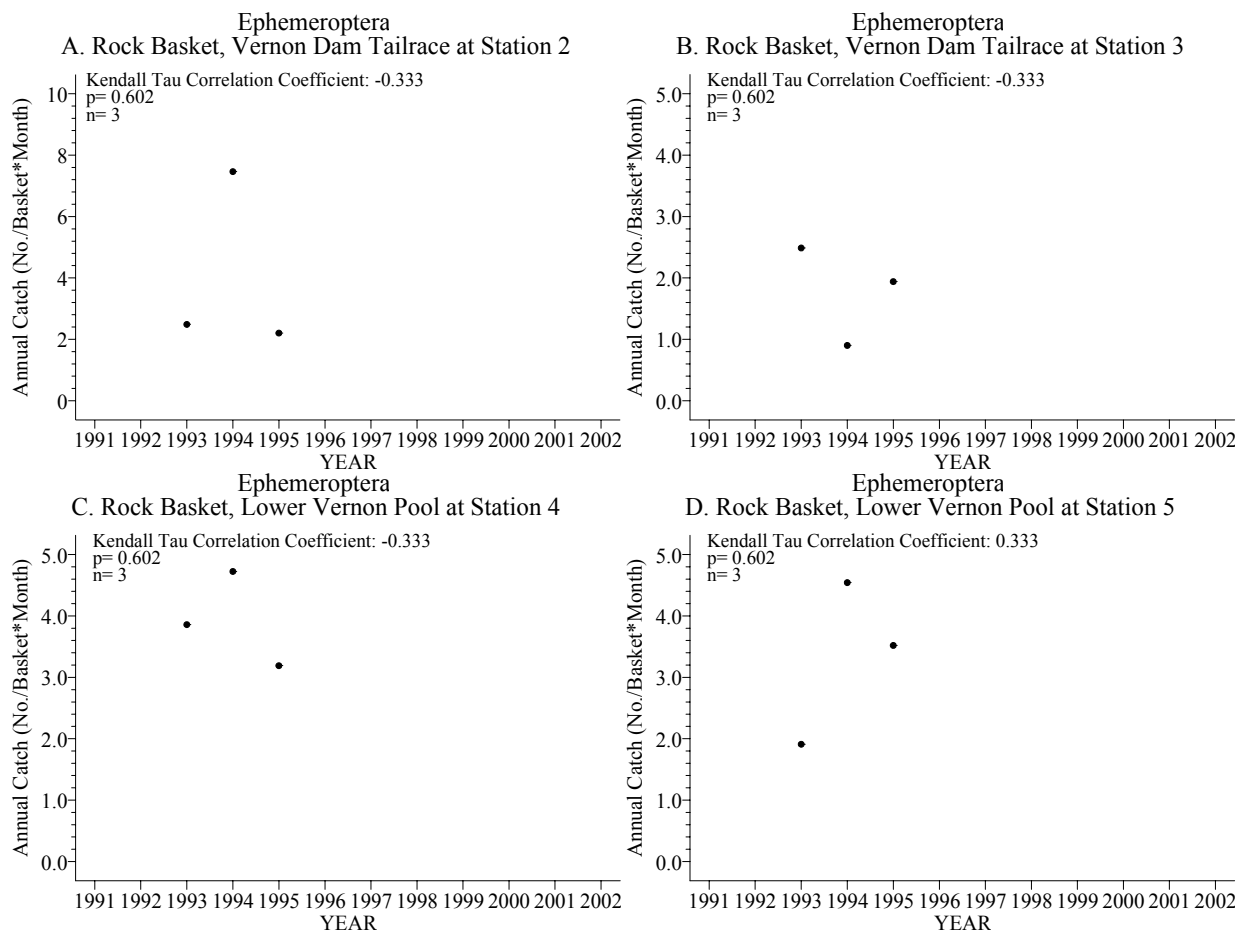 Ephemeroptera
A. Rock Basket, Vernon Dam Tailrace at Station 2
Kendall Tau Correlation Coefficient: -0.333
p= 0.602
n= 3
Annual Catch (No./Basket*Month)
10
8
6
4
2
0
1991 1992 1993 1994 1995 1996 1997 1998 1999 2000 2001 2002
YEAR
Ephemeroptera
B. Rock Basket, Vernon Dam Tailrace at Station 3
Kendall Tau Correlation Coefficient: -0.333
p= 0.602
n= 3
Annual Catch (No./Basket*Month)
5.0
4.0
3.0
2.0
1.0
0.0
1991 1992 1993 1994 1995 1996 1997 1998 1999 2000 2001 2002
YEAR
Ephemeroptera
C. Rock Basket, Lower Vernon Pool at Station 4
Kendall Tau Correlation Coefficient: -0.333
p= 0.602
n= 3
Annual Catch (No./Basket*Month)
5.0
4.0
3.0
2.0
1.0
0.0
1991 1992 1993 1994 1995 1996 1997 1998 1999 2000 2001 2002
YEAR
Ephemeroptera
D. Rock Basket, Lower Vernon Pool at Station 5
Kendall Tau Correlation Coefficient: 0.333
p= 0.602
n= 3
Annual Catch (No./Basket*Month)
5.0
4.0
3.0
2.0
1.0
0.0
1991 1992 1993 1994 1995 1996 1997 1998 1999 2000 2001 2002
YEAR